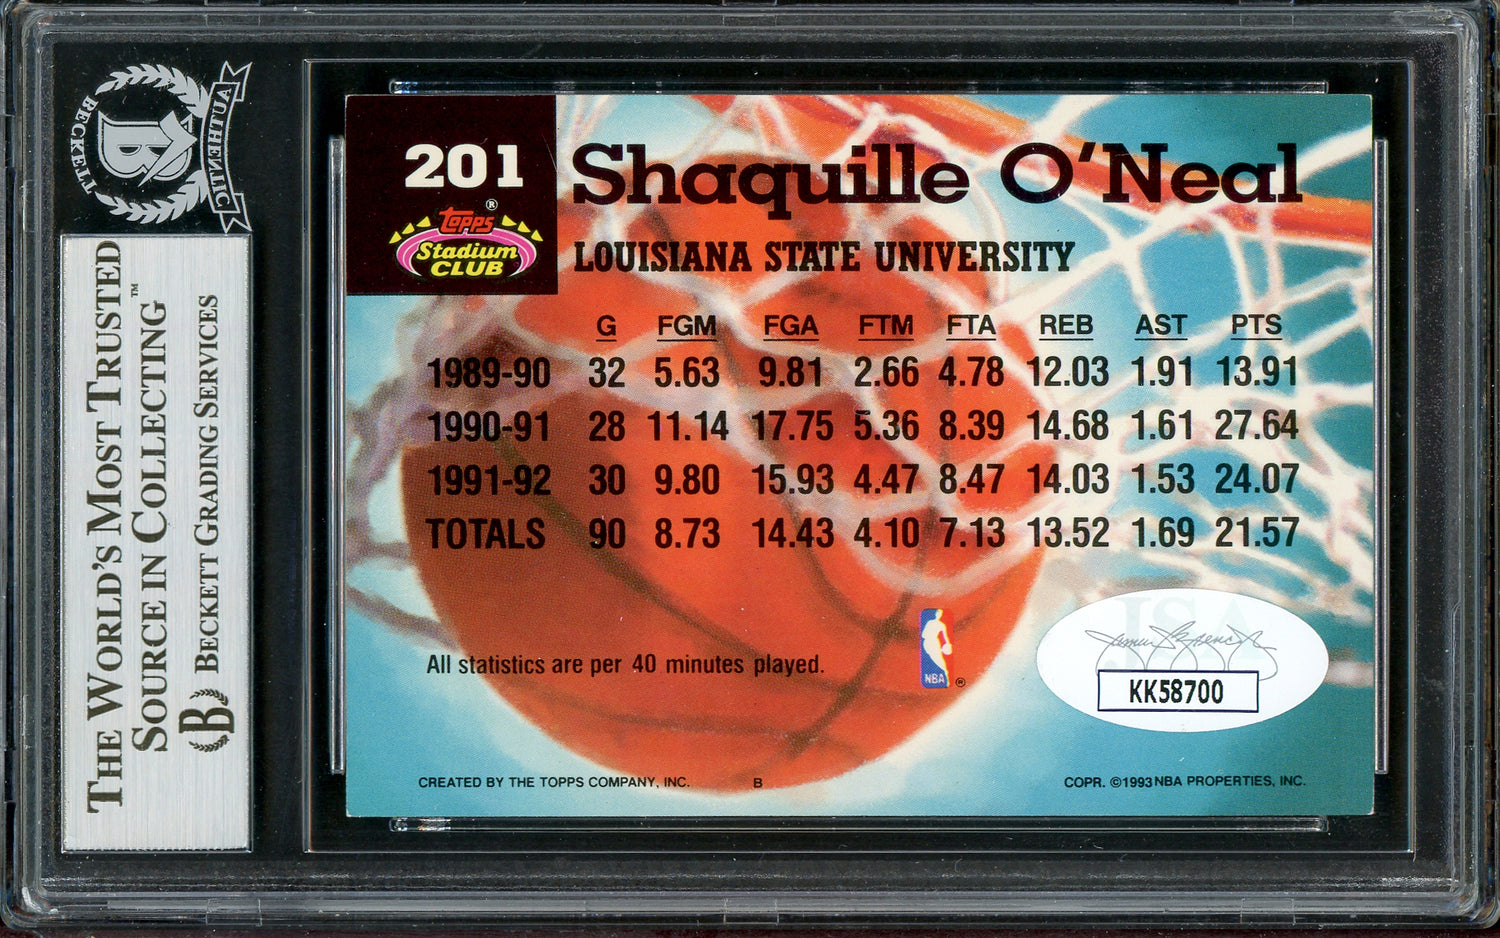 BECKETT
AUTHENTIC
B
THE WORLD'S MOST TRUSTED
SOURCE IN COLLECTING™
B BECKETT GRADING SERVICES
201
Topps®
Stadium
CLUB
Shaquille O'Neal
LOUISIANA STATE UNIVERSITY
G FGM FGA FTM FTA REB AST PTS
1989-90 32 5.63 9.81 2.66 4.78 12.03 1.91 13.91
1990-91 28 11.14 17.75 5.36 8.39 14.68 1.61 27.64
1991-92 30 9.80 15.93 4.47 8.47 14.03 1.53 24.07
TOTALS 90 8.73 14.43 4.10 7.13 13.52 1.69 21.57
All statistics are per 40 minutes played.
NBA ®
JSA
James Spence Jr
KK58700
CREATED BY THE TOPPS COMPANY, INC. B COPR. ©1993 NBA PROPERTIES, INC.